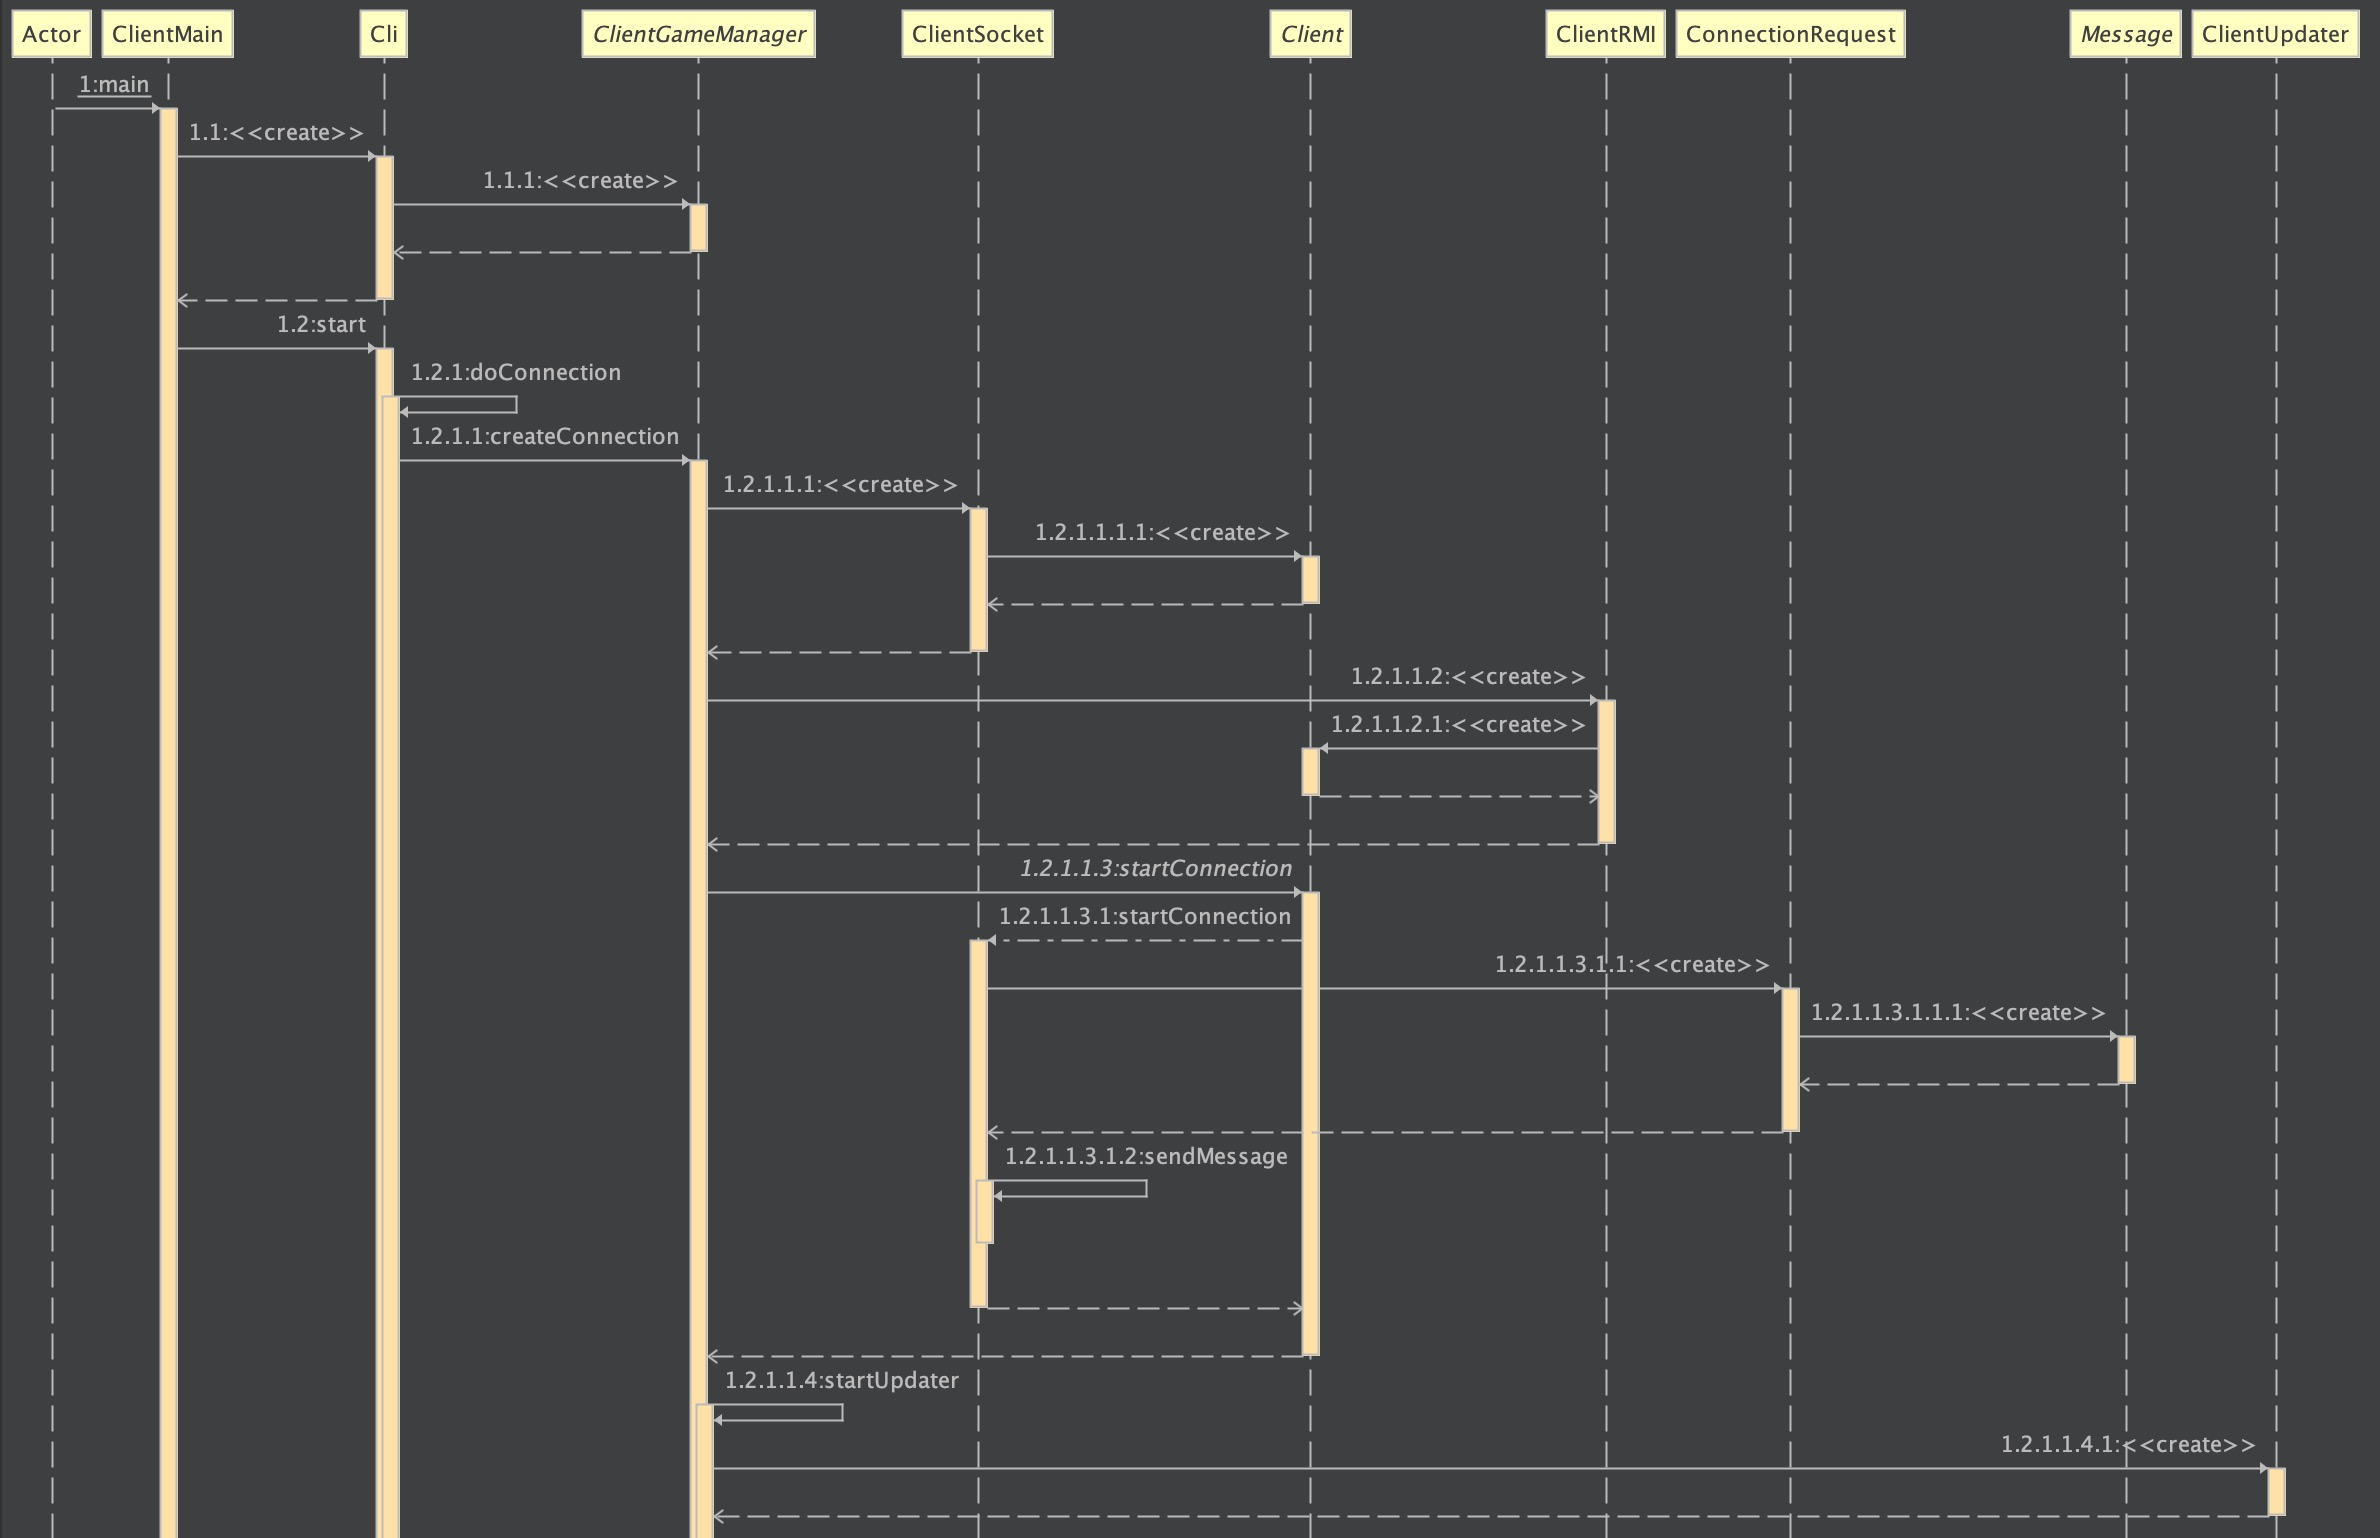 Actor ClientMain Cli ClientGameManager ClientSocket Client ClientRMI ConnectionRequest Message ClientUpdater
1:main
1.1:<<create>>
1.1.1:<<create>>
1.2:start
1.2.1:doConnection
1.2.1.1:createConnection
1.2.1.1.1:<<create>>
1.2.1.1.1.1:<<create>>
1.2.1.1.2:<<create>>
1.2.1.1.2.1:<<create>>
1.2.1.1.3:startConnection
1.2.1.1.3.1:startConnection
1.2.1.1.3.1.1:<<create>>
1.2.1.1.3.1.1.1:<<create>>
1.2.1.1.3.1.2:sendMessage
1.2.1.1.4:startUpdater
1.2.1.1.4.1:<<create>>